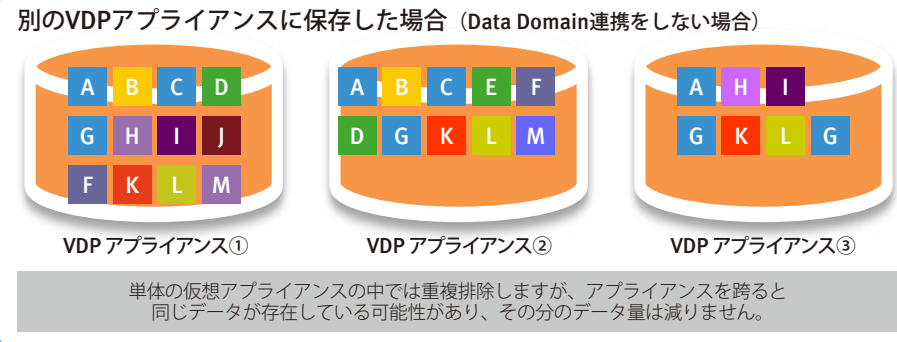 別のVDPアプライアンスに保存した場合（Data Domain連携をしない場合）
A B C D
G H I J
F K L M
VDP アプライアンス①
A B C E F
D G K L M
VDP アプライアンス②
A H I
G K L G
VDP アプライアンス③
単体の仮想アプライアンスの中では重複排除しますが、アプライアンスを跨ると
同じデータが存在している可能性があり、その分のデータ量は減りません。